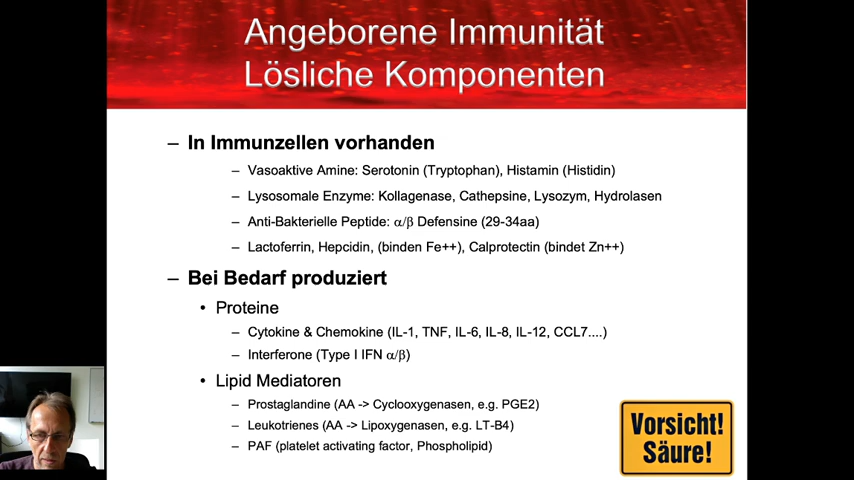 Angeborene Immunität
Lösliche Komponenten
– In Immunzellen vorhanden
– Vasoaktive Amine: Serotonin (Tryptophan), Histamin (Histidin)
– Lysosomale Enzyme: Kollagenase, Cathepsine, Lysozym, Hydrolasen
– Anti-Bakterielle Peptide: α/β Defensine (29-34aa)
– Lactoferrin, Hepcidin, (binden Fe++), Calprotectin (bindet Zn++)
– Bei Bedarf produziert
• Proteine
– Cytokine & Chemokine (IL-1, TNF, IL-6, IL-8, IL-12, CCL7....)
– Interferone (Type I IFN α/β)
• Lipid Mediatoren
– Prostaglandine (AA -> Cyclooxygenasen, e.g. PGE2)
– Leukotrienes (AA -> Lipoxygenasen, e.g. LT-B4)
– PAF (platelet activating factor, Phospholipid)
Vorsicht!
Säure!